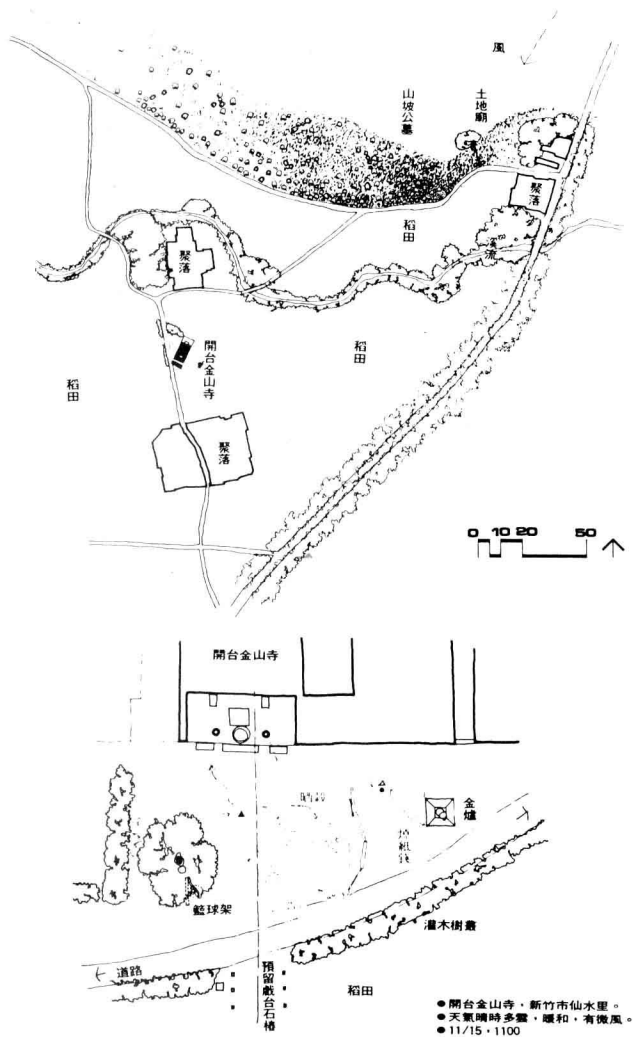 風
山坡公墓
土地廟
聚落
稻田
溪流
聚落
開台金山寺
稻田
稻田
聚落
0 10 20 50
開台金山寺
金爐
燒紙錢
籃球架
灌木樹叢
道路
預留戲台石樁
稻田
●開台金山寺，新竹市仙水里。
●天氣晴時多雲，暖和，有微風。
●11/15，1100